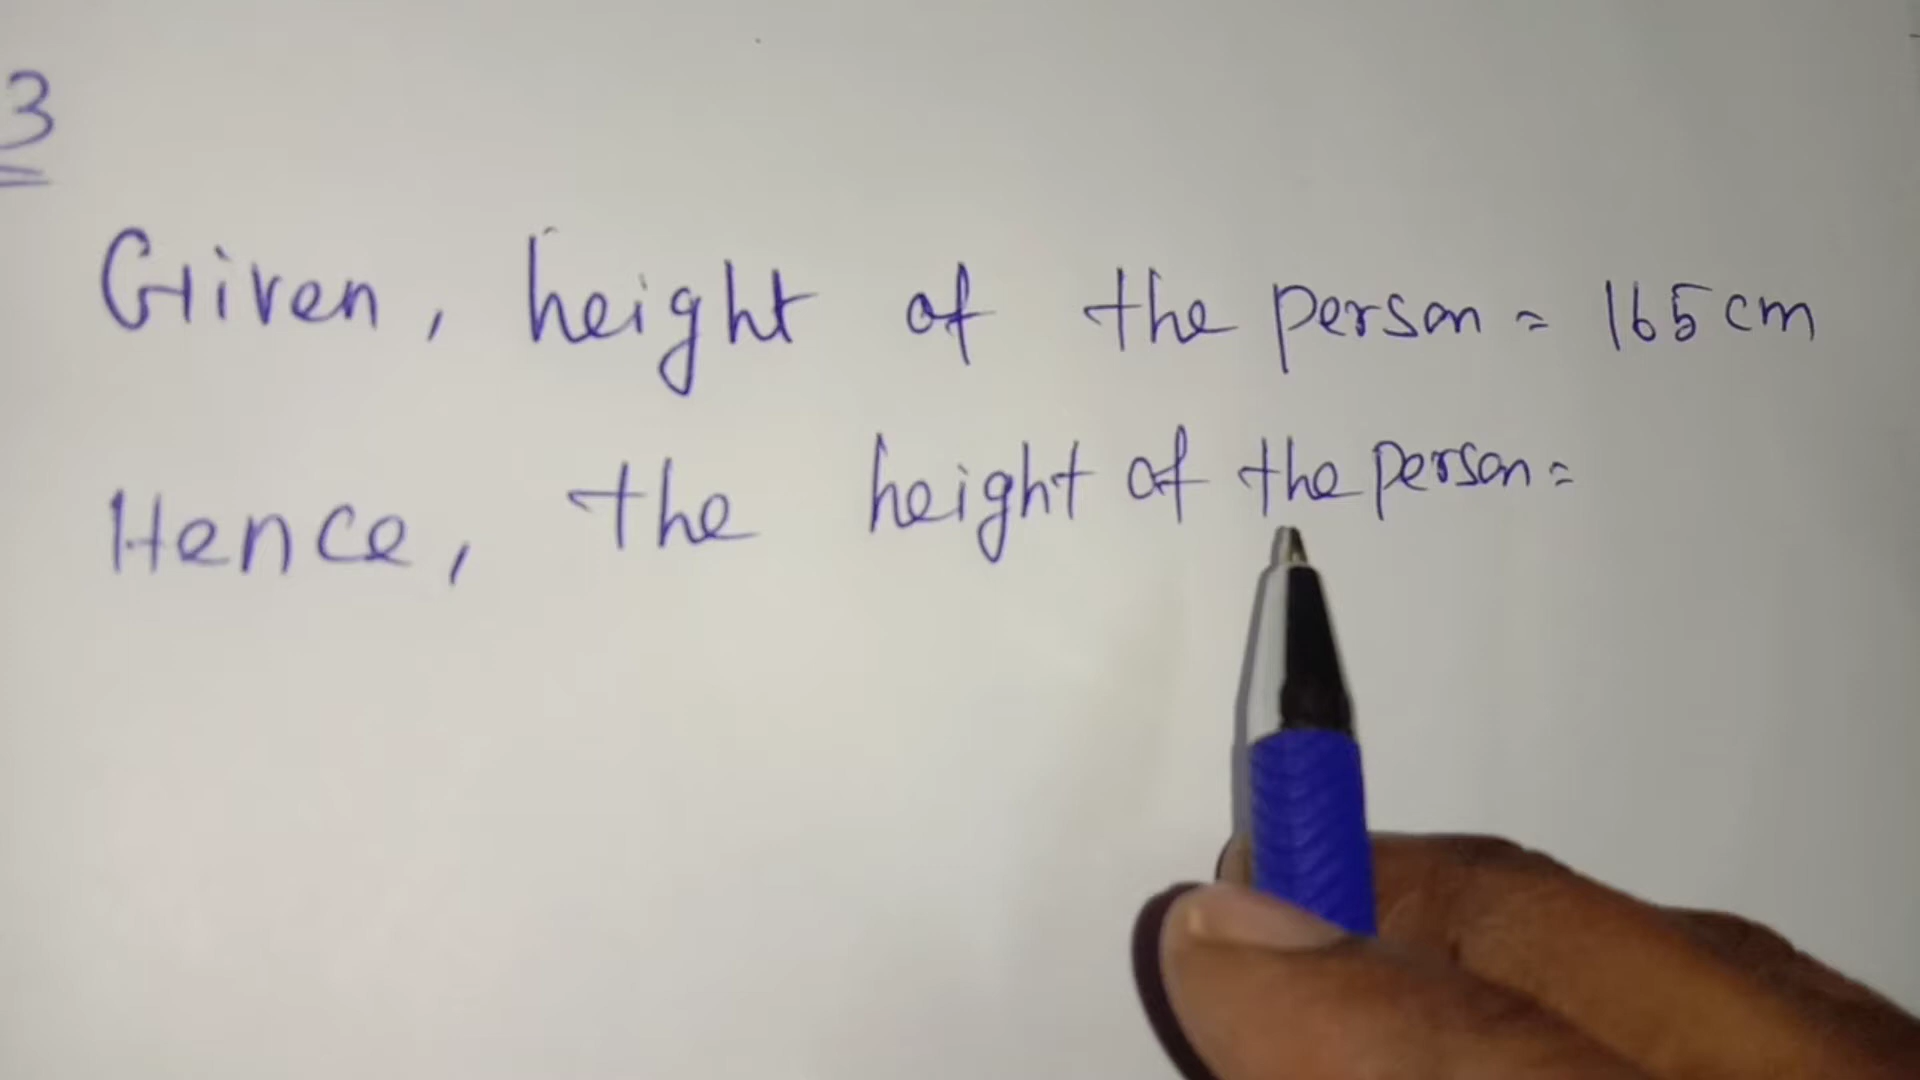 3
Given, height of the person = 165 cm
Hence, the height of the person =